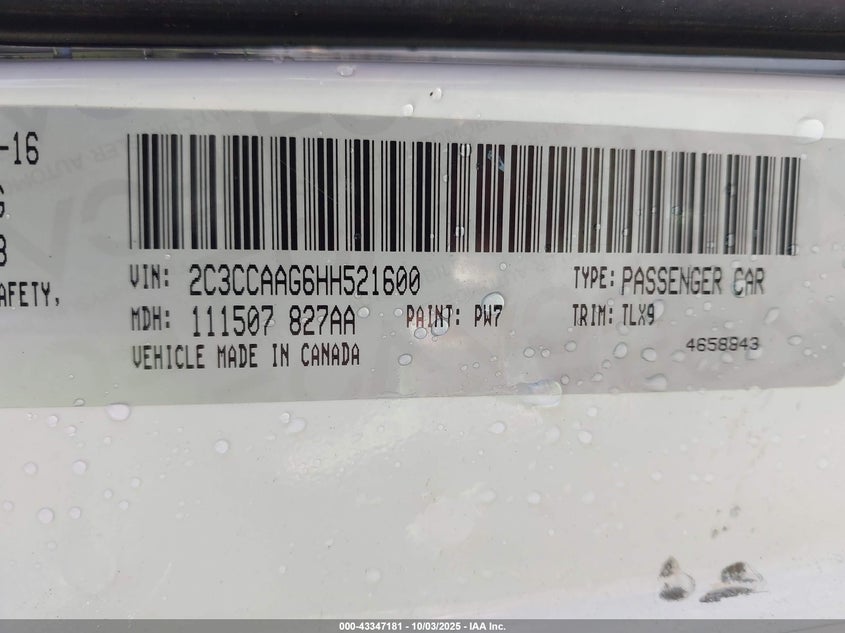 -16
G
8
AFETY,
VIN: 2C3CCAAG6HH521600
TYPE: PASSENGER CAR
MDH: 111507 827AA
PAINT: PW7
TRIM: TLX9
VEHICLE MADE IN CANADA
4658943
000-43347181 - 10/03/2025 - IAA Inc.